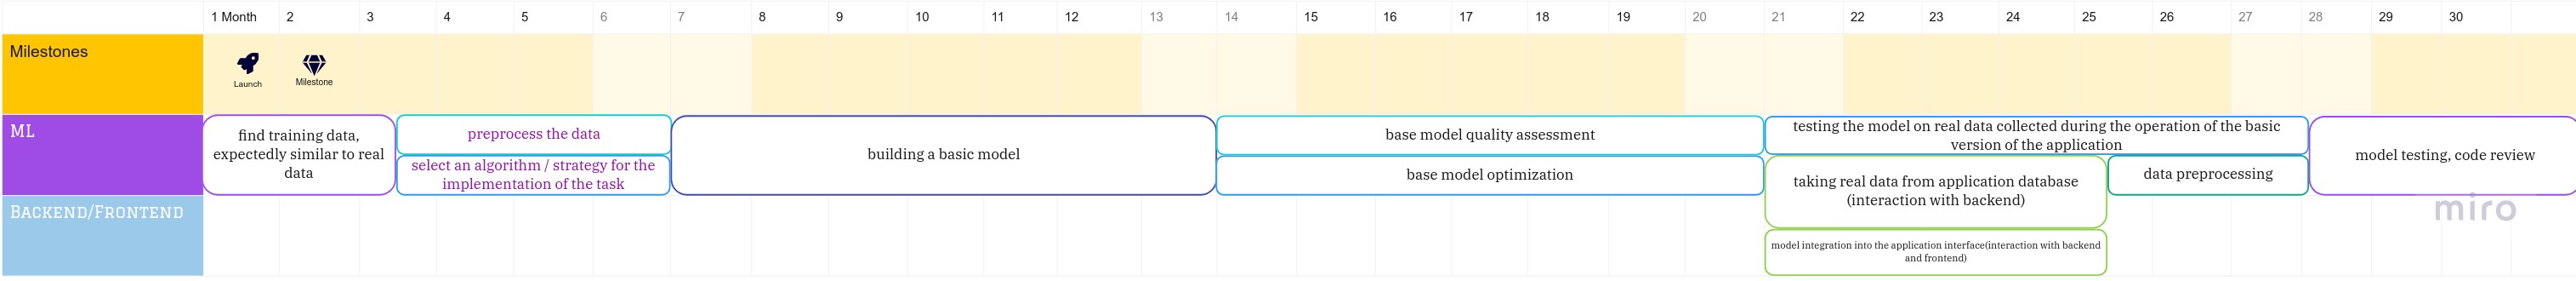 1 Month 2 3 4 5 6 7 8 9 10 11 12 13 14 15 16 17 18 19 20 21 22 23 24 25 26 27 28 29 30
Milestones
Launch
Milestone
ML
find training data,
expectedly similar to real
data
preprocess the data
select an algorithm / strategy for the
implementation of the task
building a basic model
base model quality assessment
base model optimization
testing the model on real data collected during the operation of the basic
version of the application
taking real data from application database
(interaction with backend)
data preprocessing
model testing, code review
Backend/Frontend
model integration into the application interface(interaction with backend
and frontend)
miro